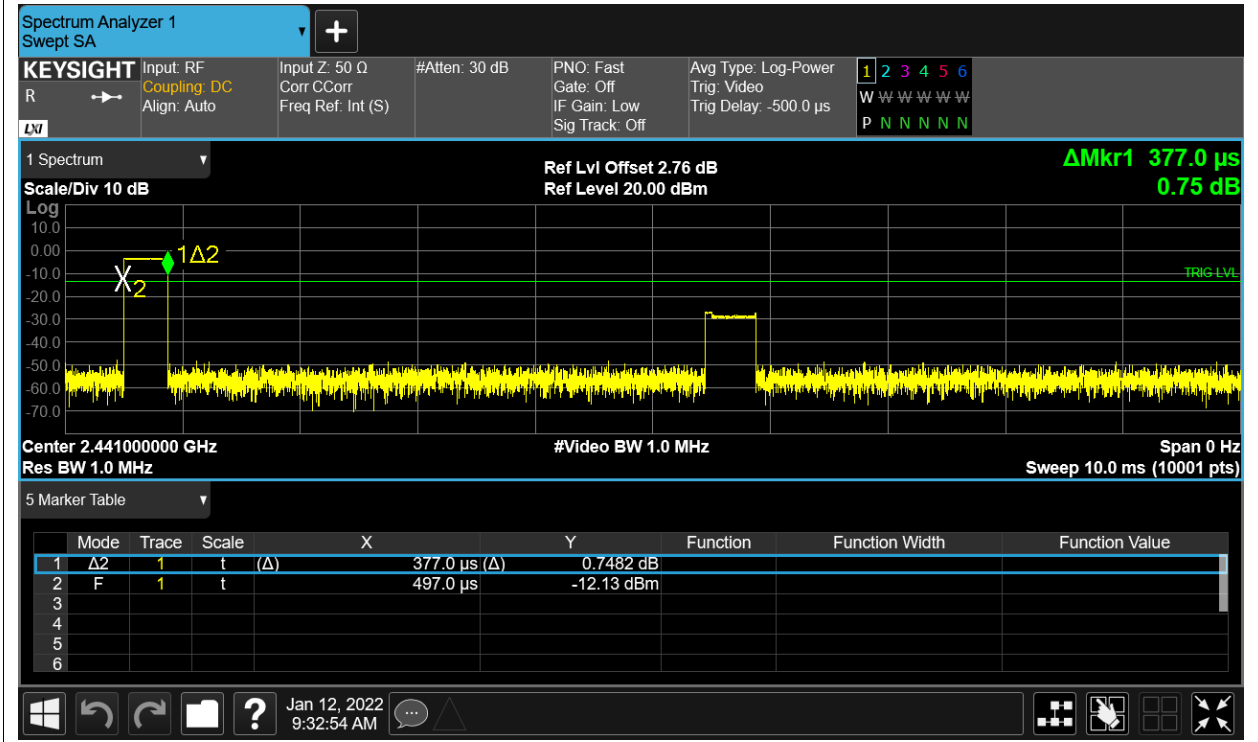 Spectrum Analyzer 1
Swept SA
KEYSIGHT
R
LXI
Input: RF
Coupling: DC
Align: Auto
Input Z: 50 Ω
Corr CCorr
Freq Ref: Int (S)
#Atten: 30 dB
PNO: Fast
Gate: Off
IF Gain: Low
Sig Track: Off
Avg Type: Log-Power
Trig: Video
Trig Delay: -500.0 µs
1 2 3 4 5 6
W W W W W W
P N N N N N
1 Spectrum
Scale/Div 10 dB
Ref Lvl Offset 2.76 dB
Ref Level 20.00 dBm
ΔMkr1 377.0 µs
0.75 dB
Log
10.0
0.00
-10.0
-20.0
-30.0
-40.0
-50.0
-60.0
-70.0
1Δ2
X2
TRIG LVL
Center 2.441000000 GHz
#Video BW 1.0 MHz
Span 0 Hz
Res BW 1.0 MHz
Sweep 10.0 ms (10001 pts)
5 Marker Table
Mode Trace Scale X Y Function Function Width Function Value
1 Δ2 1 t (Δ) 377.0 µs (Δ) 0.7482 dB
2 F 1 t 497.0 µs -12.13 dBm
3
4
5
6
?
Jan 12, 2022
9:32:54 AM